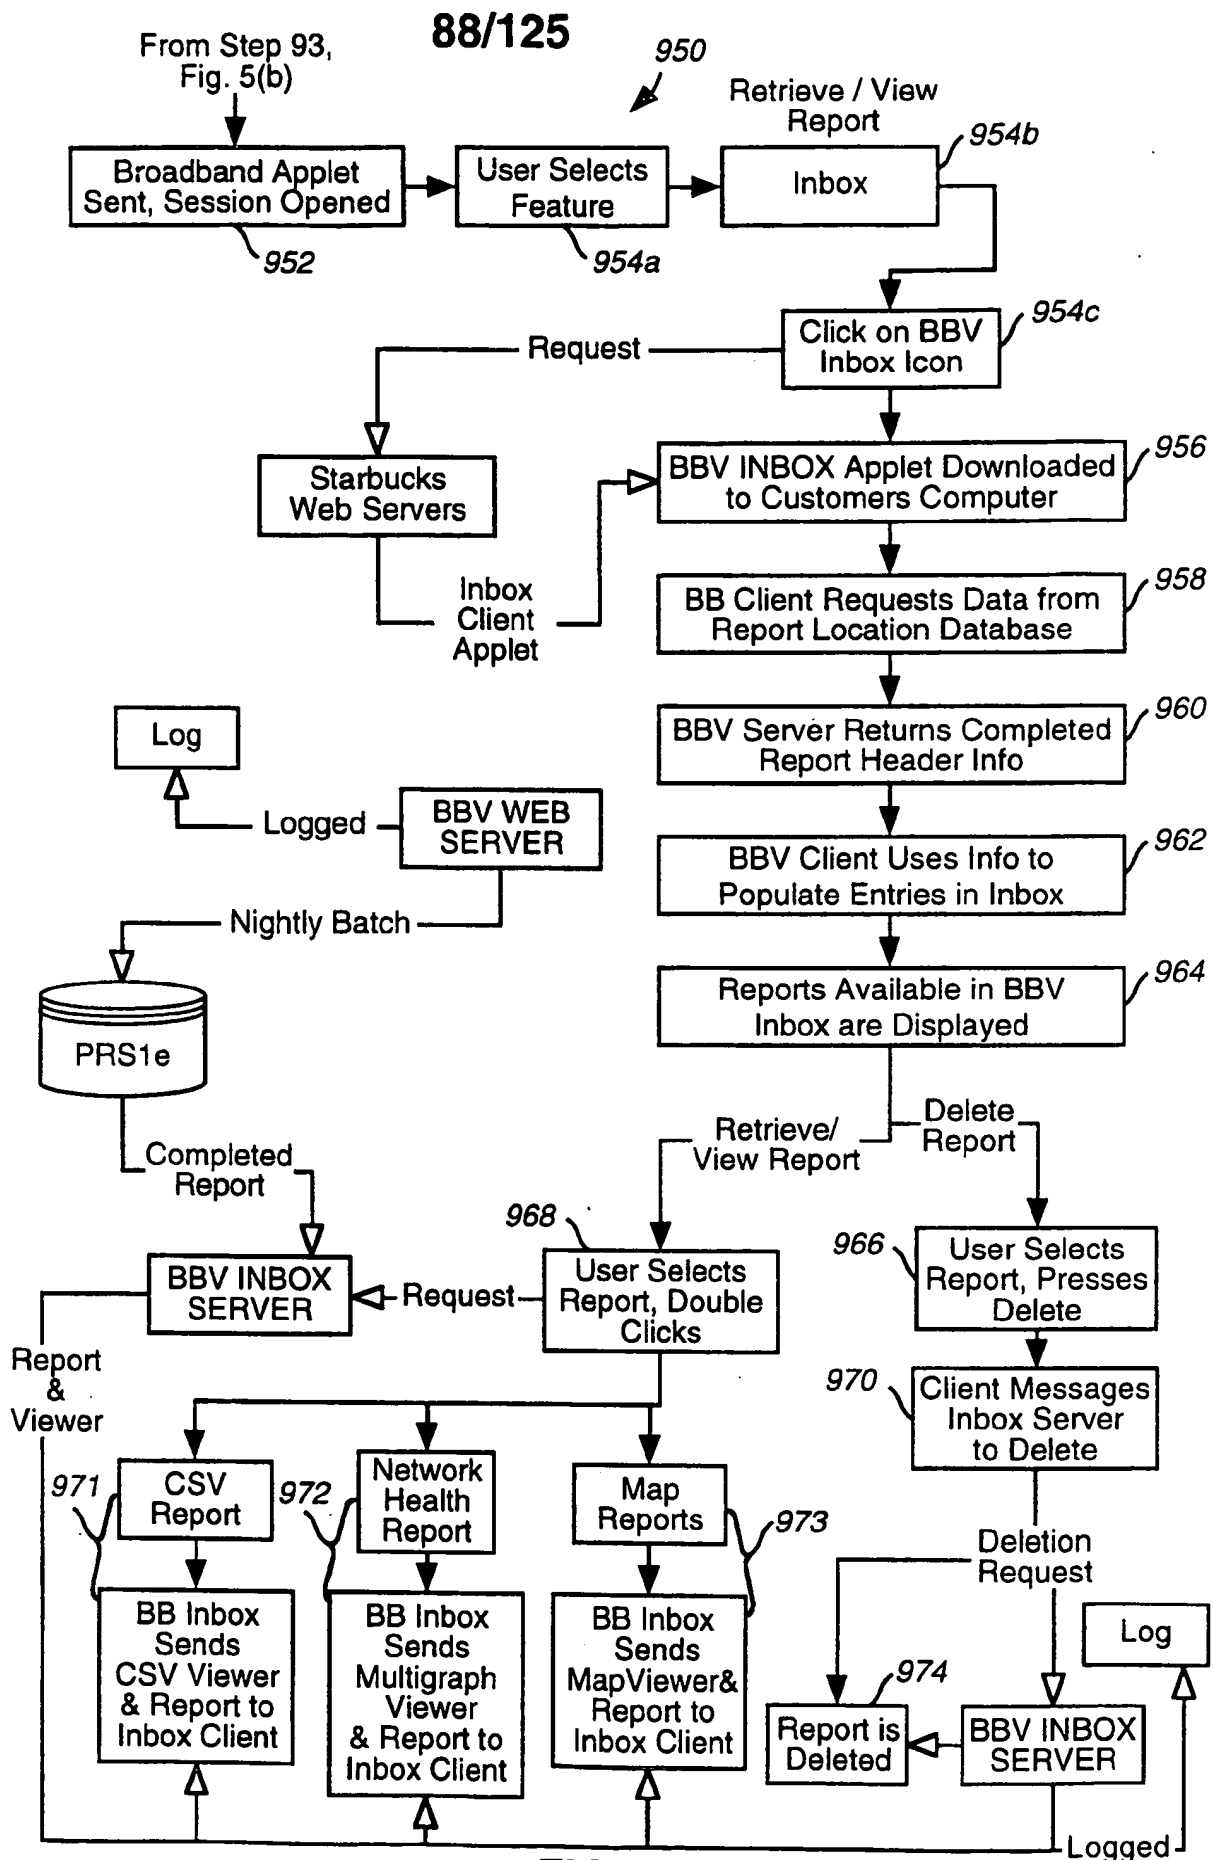 88/125
From Step 93,
Fig. 5(b)
950
Retrieve / View
Report
954b
Broadband Applet
Sent, Session Opened
952
User Selects
Feature
954a
Inbox
Click on BBV
Inbox Icon
954c
Request
Starbucks
Web Servers
BBV INBOX Applet Downloaded
to Customers Computer
956
Inbox
Client
Applet
BB Client Requests Data from
Report Location Database
958
BBV Server Returns Completed
Report Header Info
960
Log
Logged
BBV WEB
SERVER
BBV Client Uses Info to
Populate Entries in Inbox
962
Nightly Batch
Reports Available in BBV
Inbox are Displayed
964
PRS1e
Retrieve/
View Report
Delete
Report
Completed
Report
968
966
BBV INBOX
SERVER
Request
User Selects
Report, Double
Clicks
User Selects
Report, Presses
Delete
Report
&
Viewer
970
Client Messages
Inbox Server
to Delete
971
CSV
Report
972
Network
Health
Report
Map
Reports
973
Deletion
Request
BB Inbox
Sends
CSV Viewer
& Report to
Inbox Client
BB Inbox
Sends
Multigraph
Viewer
& Report to
Inbox Client
BB Inbox
Sends
MapViewer&
Report to
Inbox Client
Log
974
Report is
Deleted
BBV INBOX
SERVER
Logged